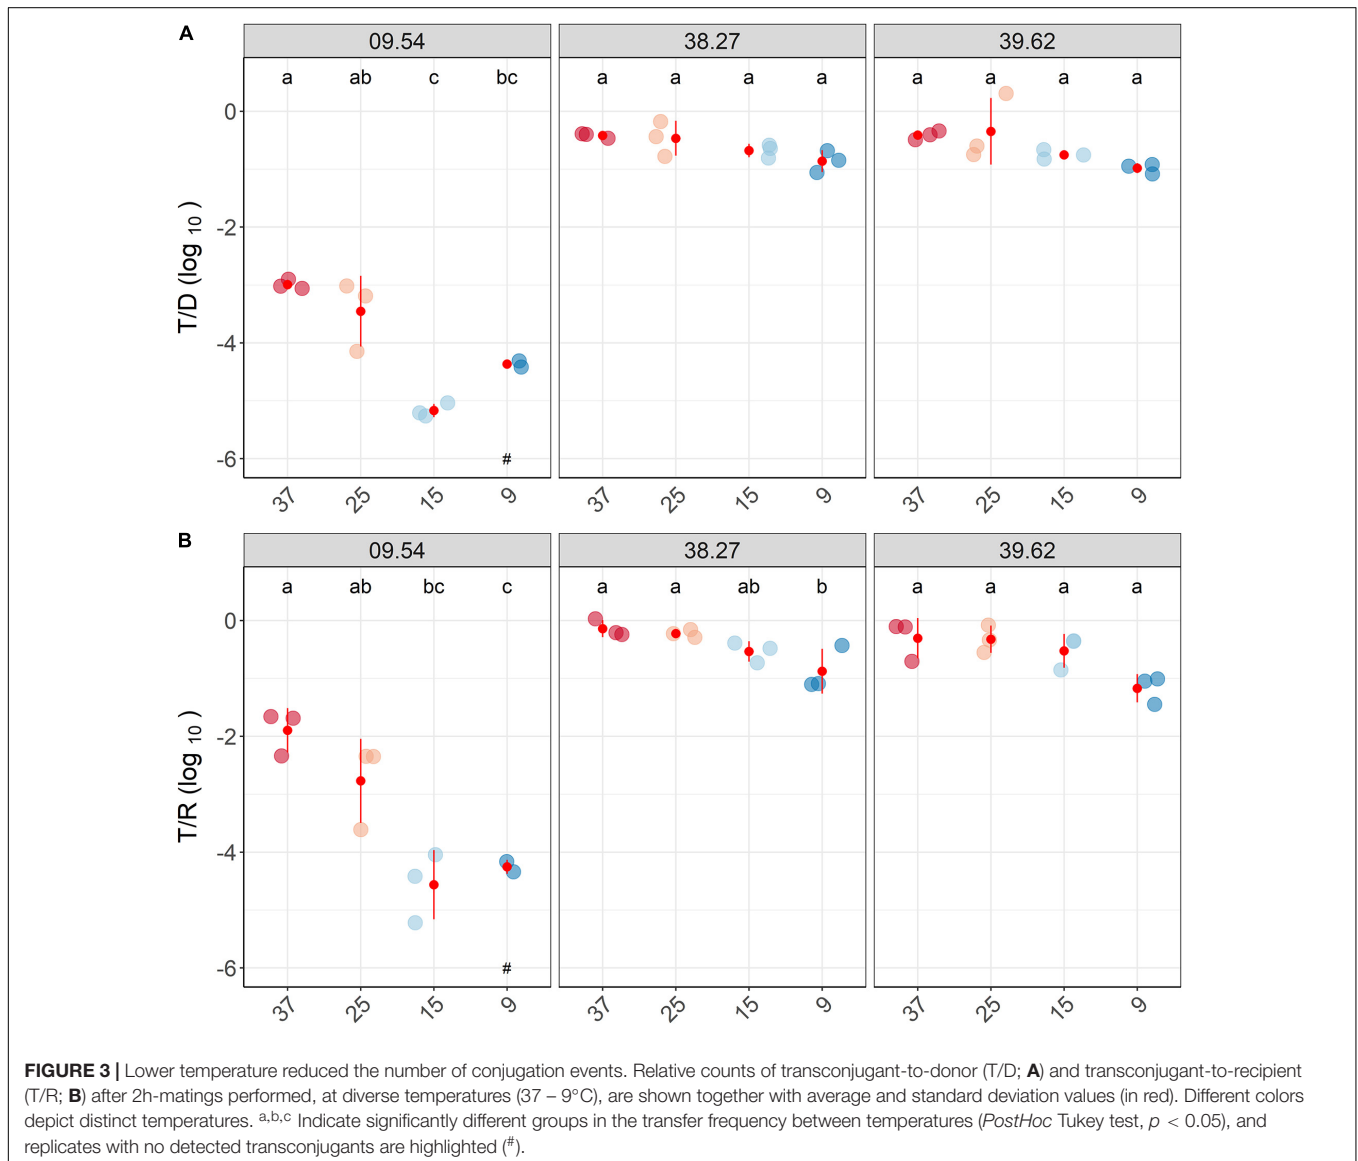 A
09.54 38.27 39.62
a ab c bc a a a a a a a a
0
-2
-4
-6
T/D (log 10 )
#
37 25 15 9 37 25 15 9 37 25 15 9
B
09.54 38.27 39.62
a ab bc c a a ab b a a a a
0
-2
-4
-6
T/R (log 10 )
#
37 25 15 9 37 25 15 9 37 25 15 9
FIGURE 3 | Lower temperature reduced the number of conjugation events. Relative counts of transconjugant-to-donor (T/D; A) and transconjugant-to-recipient
(T/R; B) after 2h-matings performed, at diverse temperatures (37 – 9°C), are shown together with average and standard deviation values (in red). Different colors
depict distinct temperatures. a,b,c Indicate significantly different groups in the transfer frequency between temperatures (PostHoc Tukey test, p < 0.05), and
replicates with no detected transconjugants are highlighted (#).